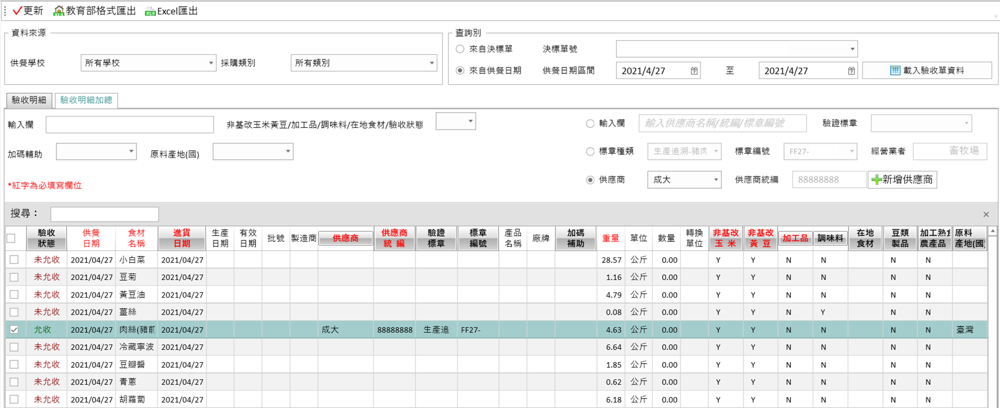 更新 教育部格式匯出 Excel匯出
資料來源
供餐學校 所有學校 採購類別 所有類別
查詢別
來自決標單 決標單號
來自供餐日期 供餐日期區間 2021/4/27 至 2021/4/27 載入驗收單資料
驗收明細 驗收明細加總
輸入欄 非基改玉米黃豆/加工品/調味料/在地食材/驗收狀態
加碼輔助 原料產地(國)
*紅字為必填寫欄位
輸入欄 輸入供應商名稱/統編/標章編號 驗證標章
標章種類 生產追溯-豬肉 標章編號 FF27- 經營業者 畜牧場
供應商 成大 供應商統編 88888888 新增供應商
搜尋：
驗收狀態 供餐日期 食材名稱 進貨日期 生產日期 有效日期 批號 製造商 供應商 供應商統編 驗證標章 標章編號 產品名稱 廠牌 加碼補助 重量 單位 數量 轉換單位 非基改玉米 非基改黃豆 加工品 調味料 在地食材 豆類製品 加工熟食農產品 原料產地(國)
未允收 2021/04/27 小白菜 2021/04/27 28.57 公斤 0.00 Y Y N N N N
未允收 2021/04/27 豆菊 2021/04/27 1.16 公斤 0.00 Y Y N N N N
未允收 2021/04/27 黃豆油 2021/04/27 4.79 公斤 0.00 Y Y N N N N
未允收 2021/04/27 薑絲 2021/04/27 0.08 公斤 0.00 Y Y N Y N N
允收 2021/04/27 肉絲(豬前 2021/04/27 成大 88888888 生產追 FF27- 4.63 公斤 0.00 Y Y N N N N 臺灣
未允收 2021/04/27 冷藏寧波 2021/04/27 6.64 公斤 0.00 Y Y N N N N
未允收 2021/04/27 豆瓣醬 2021/04/27 1.85 公斤 0.00 Y Y N N N N
未允收 2021/04/27 青蔥 2021/04/27 0.62 公斤 0.00 Y Y N N N N
未允收 2021/04/27 胡蘿蔔 2021/04/27 6.18 公斤 0.00 Y Y N N N N